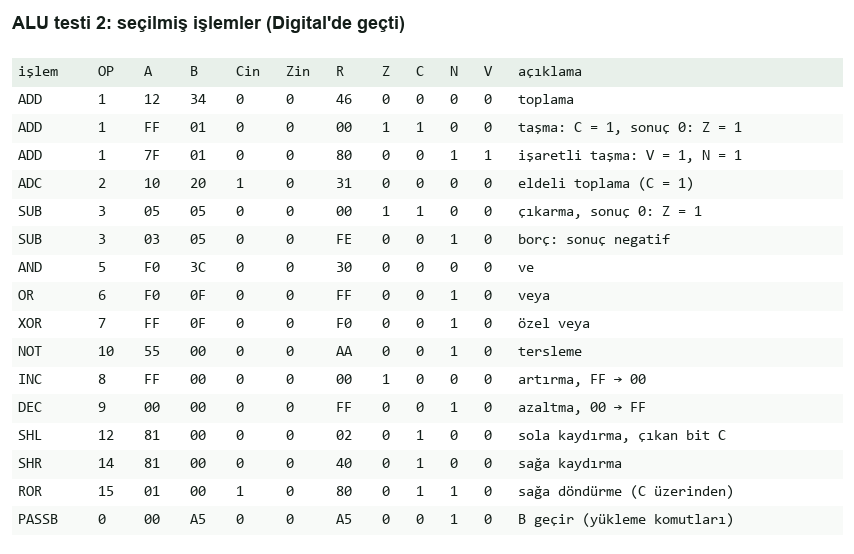 ALU testi 2: seçilmiş işlemler (Digital'de geçti)
işlem OP A B Cin Zin R Z C N V açıklama
ADD 1 12 34 0 0 46 0 0 0 0 toplama
ADD 1 FF 01 0 0 00 1 1 0 0 taşma: C = 1, sonuç 0: Z = 1
ADD 1 7F 01 0 0 80 0 0 1 1 işaretli taşma: V = 1, N = 1
ADC 2 10 20 1 0 31 0 0 0 0 eldeli toplama (C = 1)
SUB 3 05 05 0 0 00 1 1 0 0 çıkarma, sonuç 0: Z = 1
SUB 3 03 05 0 0 FE 0 0 1 0 borç: sonuç negatif
AND 5 F0 3C 0 0 30 0 0 0 0 ve
OR 6 F0 0F 0 0 FF 0 0 1 0 veya
XOR 7 FF 0F 0 0 F0 0 0 1 0 özel veya
NOT 10 55 00 0 0 AA 0 0 1 0 tersleme
INC 8 FF 00 0 0 00 1 0 0 0 artırma, FF → 00
DEC 9 00 00 0 0 FF 0 0 1 0 azaltma, 00 → FF
SHL 12 81 00 0 0 02 0 1 0 0 sola kaydırma, çıkan bit C
SHR 14 81 00 0 0 40 0 1 0 0 sağa kaydırma
ROR 15 01 00 1 0 80 0 1 1 0 sağa döndürme (C üzerinden)
PASSB 0 00 A5 0 0 A5 0 0 1 0 B geçir (yükleme komutları)